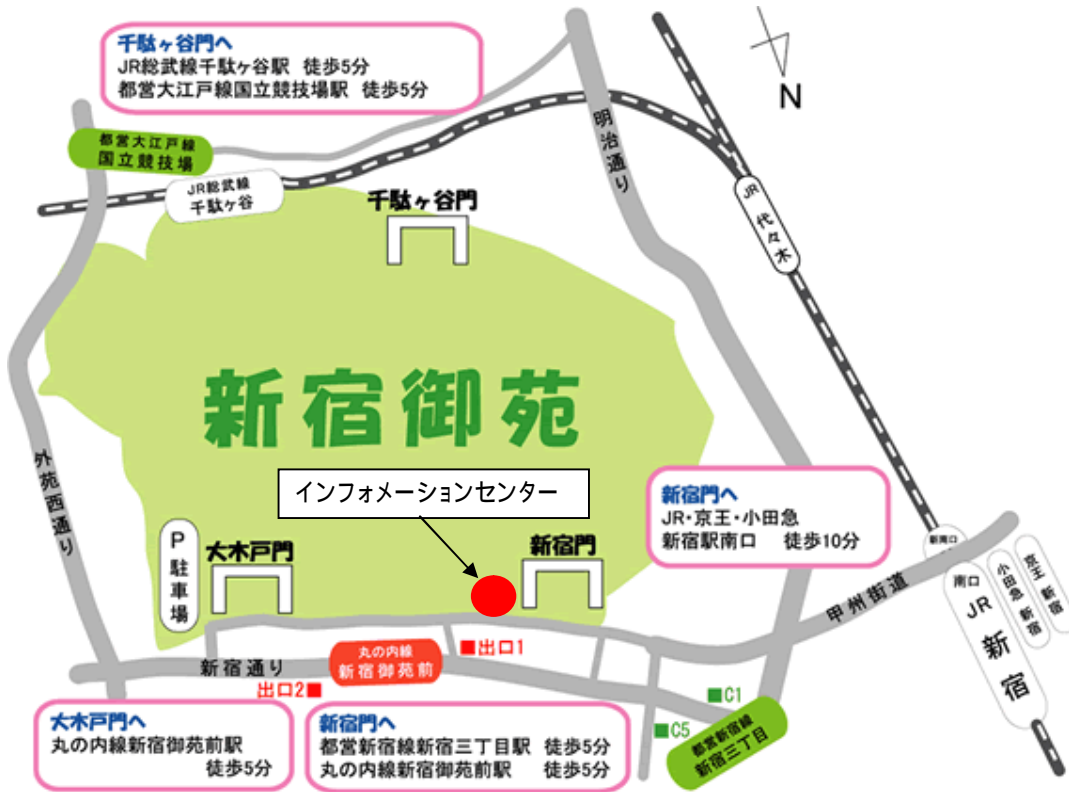 千駄ヶ谷門へ
JR総武線千駄ヶ谷駅 徒歩5分
都営大江戸線国立競技場駅 徒歩5分
N
都営大江戸線
国立競技場
JR総武線
千駄ヶ谷
千駄ヶ谷門
明治通り
JR
代々木
新宿御苑
外苑西通り
インフォメーションセンター
新宿門へ
JR・京王・小田急
新宿駅南口 徒歩10分
P
駐車場
大木戸門
新宿門
新南口
南口
JR
新宿
小田急 新宿
京王 新宿
甲州街道
新宿通り
丸の内線
新宿御苑前
■出口1
出口2■
■C1
■C5
都営新宿線
新宿三丁目
大木戸門へ
丸の内線新宿御苑前駅
徒歩5分
新宿門へ
都営新宿線新宿三丁目駅 徒歩5分
丸の内線新宿御苑前駅 徒歩5分